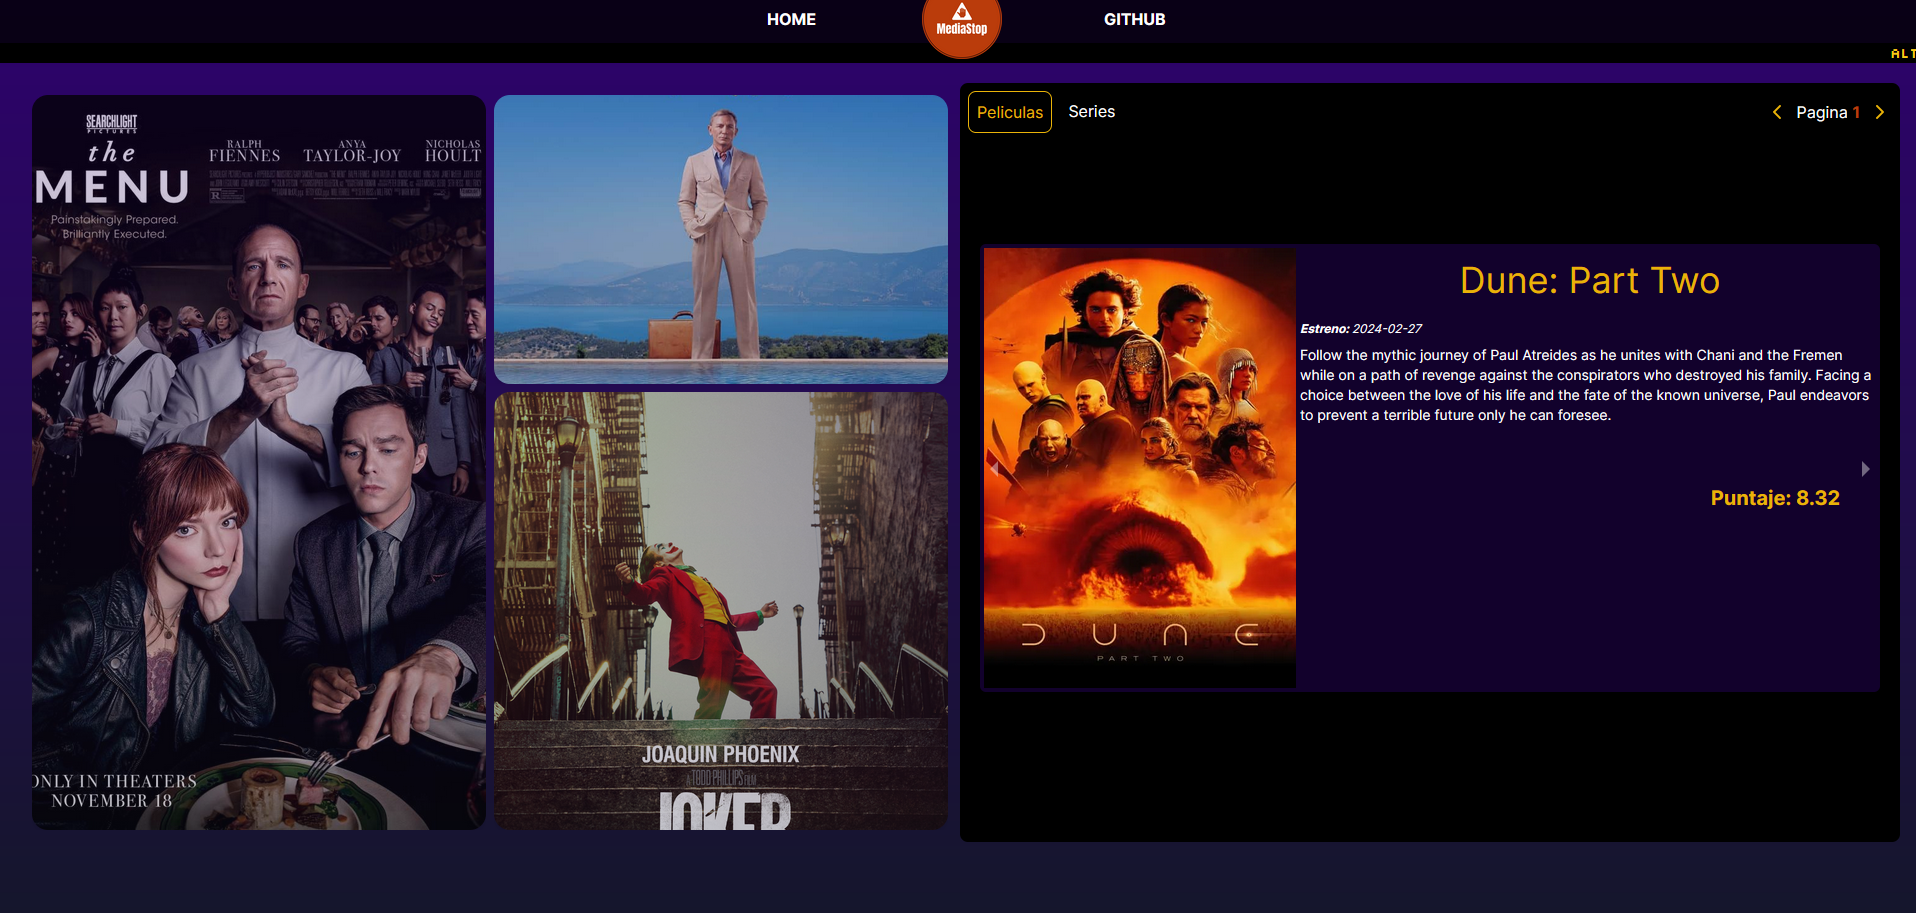 HOME
MediaStop
GITHUB
ALT
SEARCHLIGHT
PICTURES
the
MENU
Painstakingly Prepared.
Brilliantly Executed.
RALPH
FIENNES
ANYA
TAYLOR-JOY
NICHOLAS
HOULT
R
ONLY IN THEATERS
NOVEMBER 18
JOAQUIN PHOENIX
A TODD PHILLIPS FILM
JOKER
Peliculas
Series
Pagina 1
DUNE
PART TWO
Dune: Part Two
Estreno: 2024-02-27
Follow the mythic journey of Paul Atreides as he unites with Chani and the Fremen
while on a path of revenge against the conspirators who destroyed his family. Facing a
choice between the love of his life and the fate of the known universe, Paul endeavors
to prevent a terrible future only he can foresee.
Puntaje: 8.32